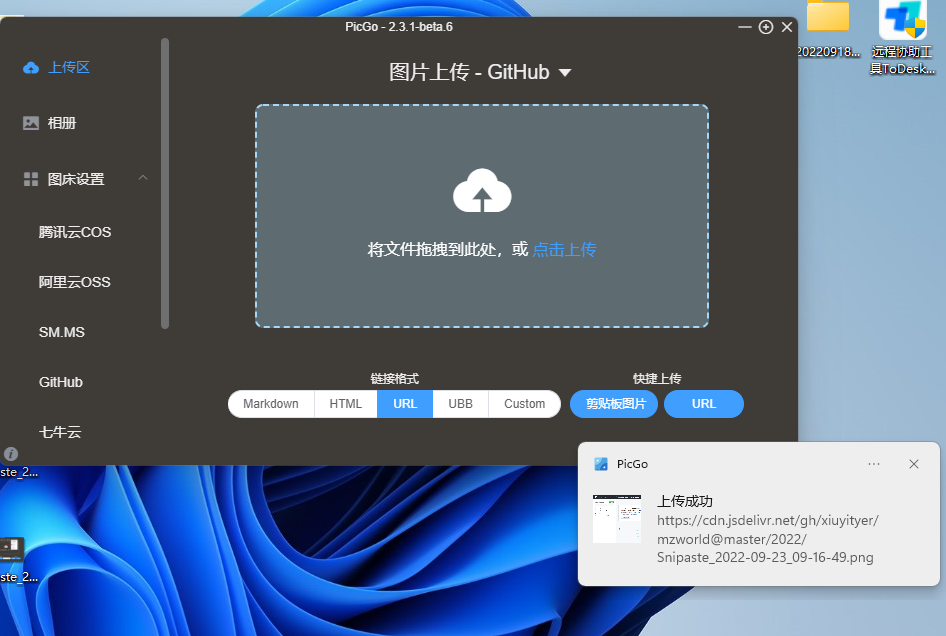 PicGo - 2.3.1-beta.6
上传区
图片上传 - GitHub
相册
图床设置
腾讯云COS
阿里云OSS
SM.MS
GitHub
七牛云
将文件拖拽到此处，或 点击上传
链接格式
快捷上传
Markdown HTML URL UBB Custom
剪贴板图片 URL
20220918...
远程协助工
具ToDesk...
ste_2...
ste_2...
PicGo
上传成功
https://cdn.jsdelivr.net/gh/xiuyityer/
mzworld@master/2022/
Snipaste_2022-09-23_09-16-49.png